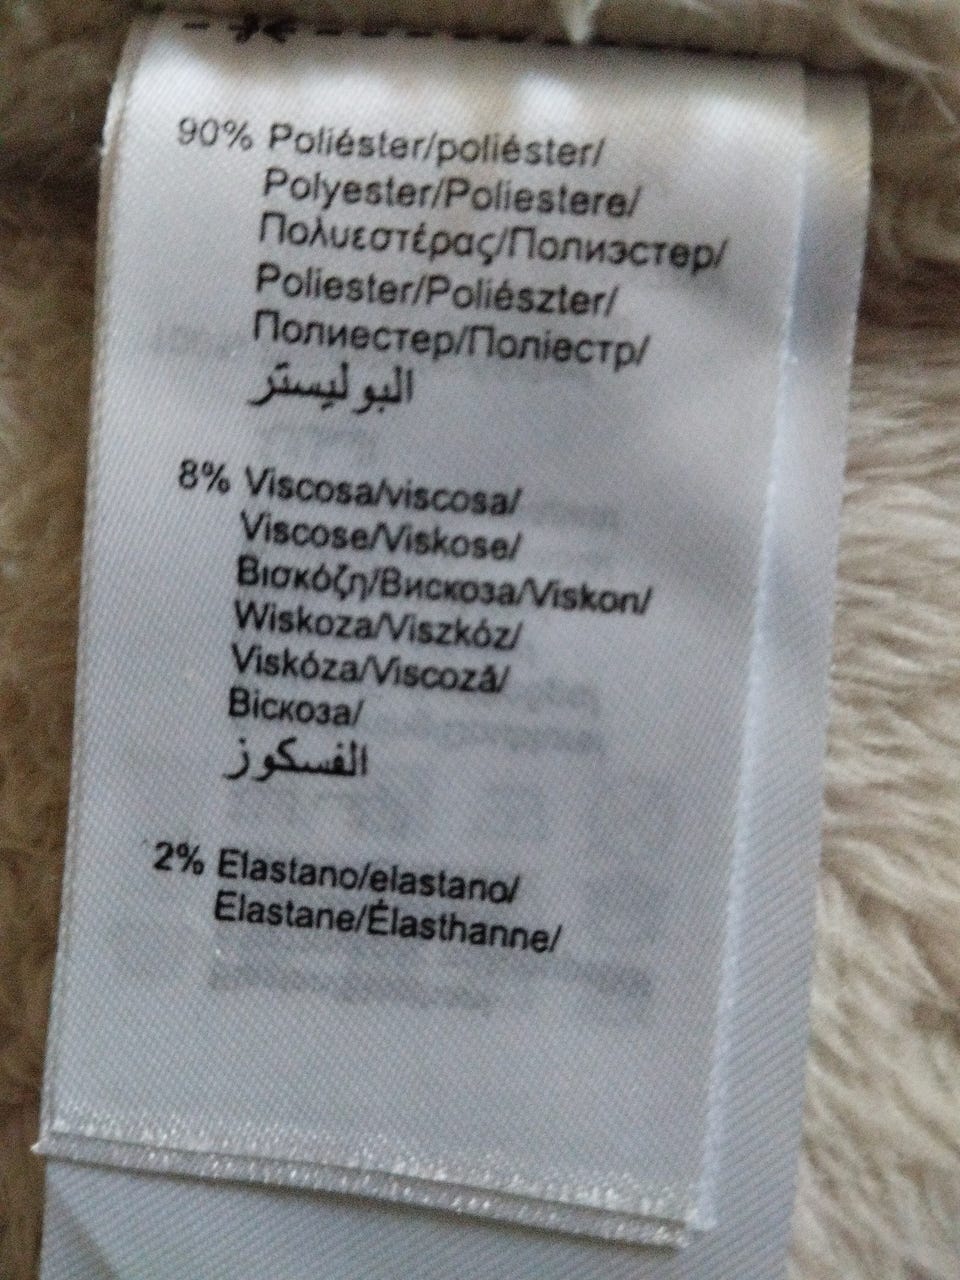 90% Poliéster/poliéster/
Polyester/Poliestere/
Πολυεστέρας/Полиэстер/
Poliester/Poliészter/
Полиестер/Поліестр/
البوليستر
8% Viscosa/viscosa/
Viscose/Viskose/
Βισκόζη/Вискоза/Viskon/
Wiskoza/Viszkóz/
Viskóza/Viscoză/
Віскоза/
الفسكوز
2% Elastano/elastano/
Elastane/Élasthanne/